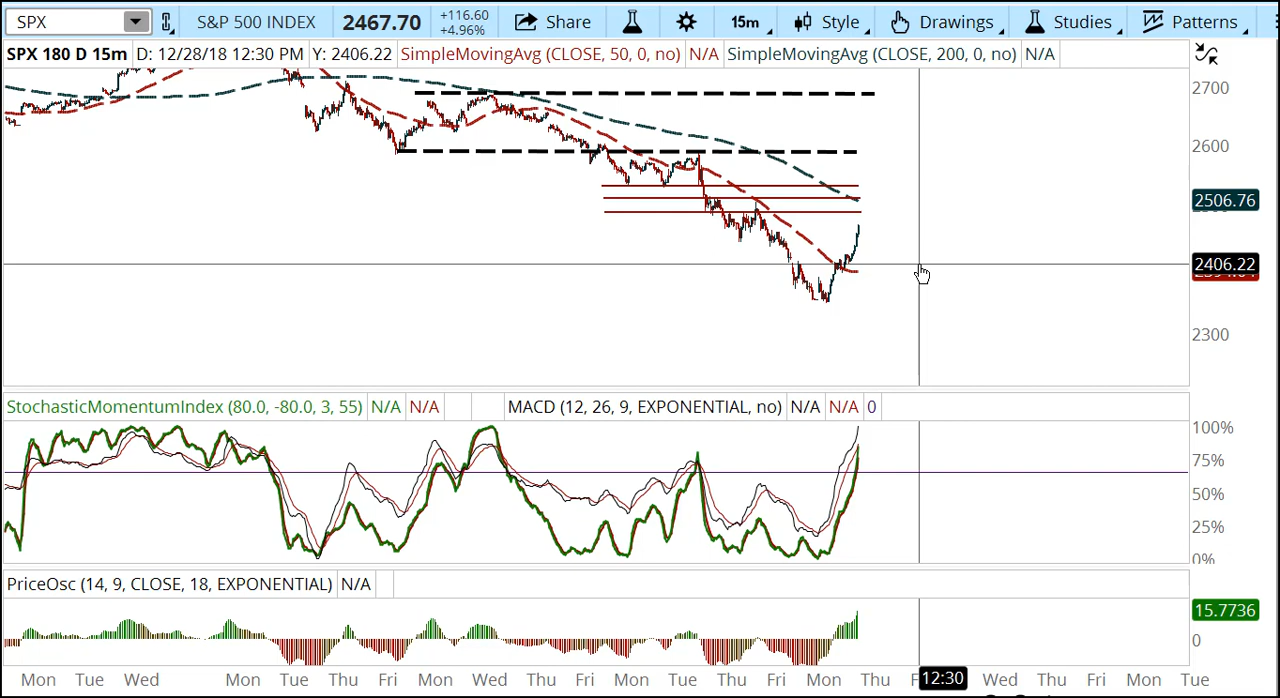 SPX S&P 500 INDEX 2467.70 +116.60 +4.96% Share 15m Style Drawings Studies Patterns
SPX 180 D 15m D: 12/28/18 12:30 PM Y: 2406.22 SimpleMovingAvg (CLOSE, 50, 0, no) N/A SimpleMovingAvg (CLOSE, 200, 0, no) N/A
2700
2600
2506.76
2406.22
2300
StochasticMomentumIndex (80.0, -80.0, 3, 55) N/A N/A MACD (12, 26, 9, EXPONENTIAL, no) N/A N/A 0
100%
75%
50%
25%
0%
PriceOsc (14, 9, CLOSE, 18, EXPONENTIAL) N/A
15.7736
0
Mon Tue Wed Mon Tue Thu Fri Mon Wed Thu Fri Mon Tue Thu Fri Mon Thu 12:30 Wed Thu Fri Mon Tue